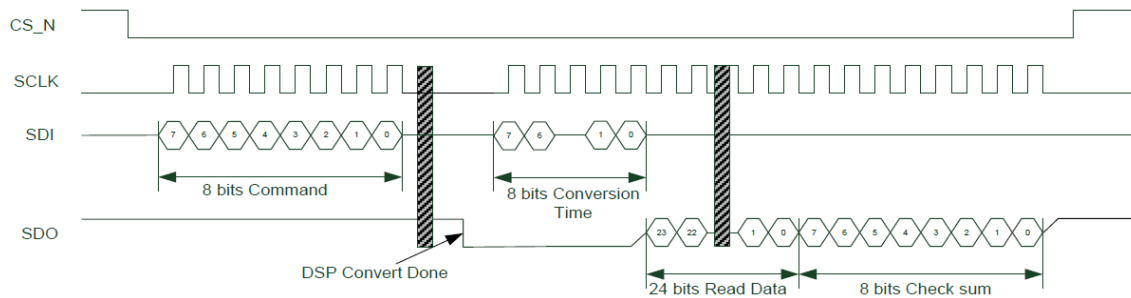 CS_N
SCLK
SDI
7 6 5 4 3 2 1 0
7 6 1 0
8 bits Command
8 bits Conversion
Time
SDO
23 22 1 0 7 6 5 4 3 2 1 0
DSP Convert Done
24 bits Read Data
8 bits Check sum